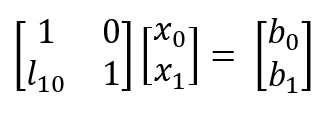 [1 0] [x₀] = [b₀]
[l₁₀ 1] [x₁] [b₁]